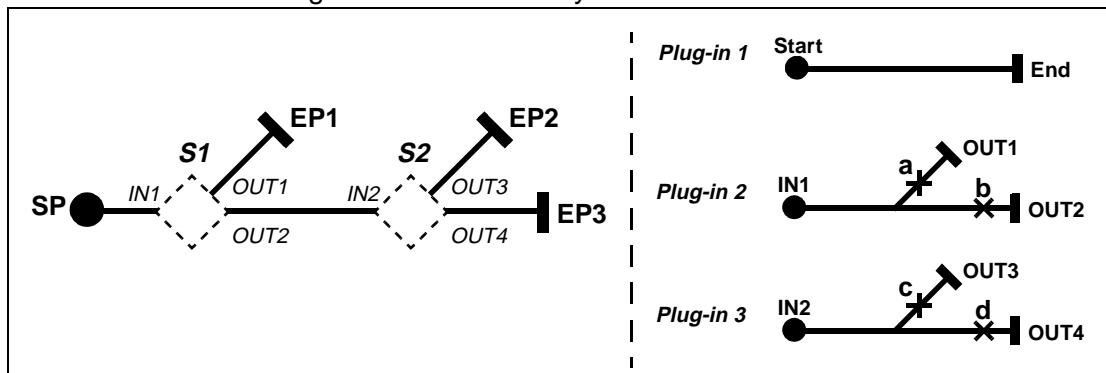 EP1
EP2
S1
S2
SP
IN1
OUT1
OUT2
IN2
OUT3
OUT4
EP3
Plug-in 1
Start
End
Plug-in 2
IN1
a
OUT1
b
OUT2
Plug-in 3
IN2
c
OUT3
d
OUT4